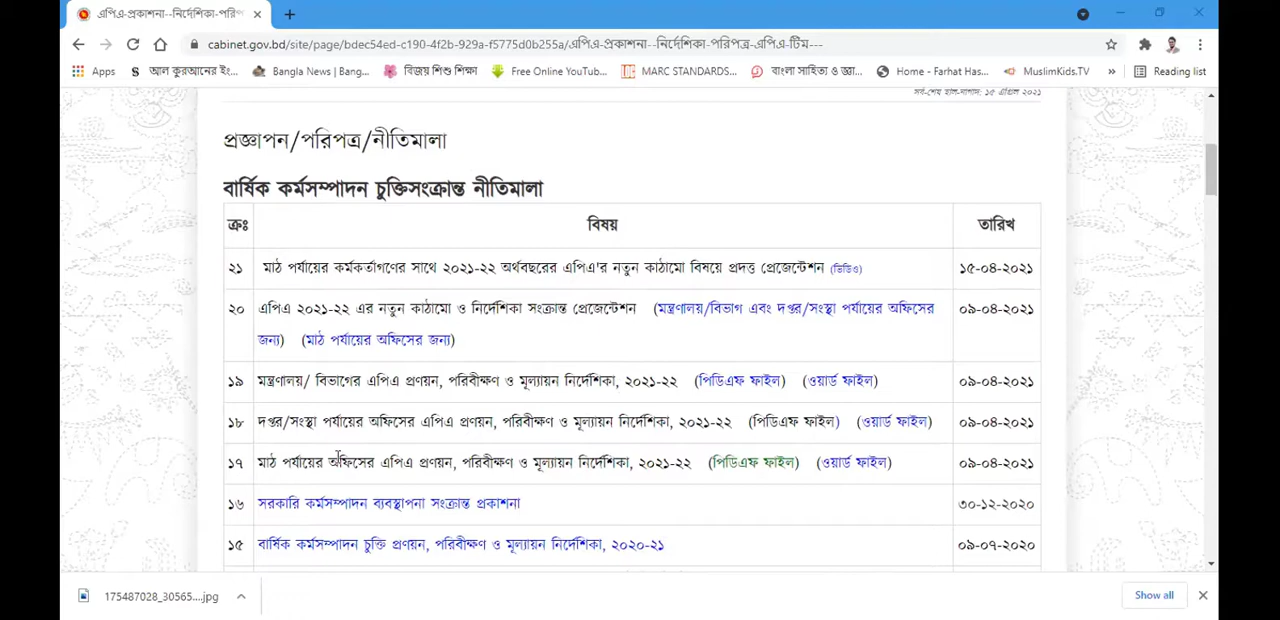 এপিএ-প্রকাশনা--নির্দেশিকা-পরিপ
cabinet.gov.bd/site/page/bdec54ed-c190-4f2b-929a-f5775d0b255a/এপিএ-প্রকাশনা--নির্দেশিকা-পরিপত্র-এপিএ-টিম---
Apps আল কুরআনের ইং... Bangla News | Bang... বিজয় শিশু শিক্ষা Free Online YouTub... MARC STANDARDS... বাংলা সাহিত্য ও জ্ঞা... Home - Farhat Has... MuslimKids.TV » Reading list
সর্ব-শেষ হাল-নাগাদ: ১৫ এপ্রিল ২০২১
প্রজ্ঞাপন/পরিপত্র/নীতিমালা
বার্ষিক কর্মসম্পাদন চুক্তিসংক্রান্ত নীতিমালা
ক্রঃ বিষয় তারিখ
২১ মাঠ পর্যায়ের কর্মকর্তাগণের সাথে ২০২১-২২ অর্থবছরের এপিএ'র নতুন কাঠামো বিষয়ে প্রদত্ত প্রেজেন্টেশন (ভিডিও) ১৫-০৪-২০২১
২০ এপিএ ২০২১-২২ এর নতুন কাঠামো ও নির্দেশিকা সংক্রান্ত প্রেজেন্টেশন (মন্ত্রণালয়/বিভাগ এবং দপ্তর/সংস্থা পর্যায়ের অফিসের ০৯-০৪-২০২১
জন্য) (মাঠ পর্যায়ের অফিসের জন্য)
১৯ মন্ত্রণালয়/ বিভাগের এপিএ প্রণয়ন, পরিবীক্ষণ ও মূল্যায়ন নির্দেশিকা, ২০২১-২২ (পিডিএফ ফাইল) (ওয়ার্ড ফাইল) ০৯-০৪-২০২১
১৮ দপ্তর/সংস্থা পর্যায়ের অফিসের এপিএ প্রণয়ন, পরিবীক্ষণ ও মূল্যায়ন নির্দেশিকা, ২০২১-২২ (পিডিএফ ফাইল) (ওয়ার্ড ফাইল) ০৯-০৪-২০২১
১৭ মাঠ পর্যায়ের অফিসের এপিএ প্রণয়ন, পরিবীক্ষণ ও মূল্যায়ন নির্দেশিকা, ২০২১-২২ (পিডিএফ ফাইল) (ওয়ার্ড ফাইল) ০৯-০৪-২০২১
১৬ সরকারি কর্মসম্পাদন ব্যবস্থাপনা সংক্রান্ত প্রকাশনা ৩০-১২-২০২০
১৫ বার্ষিক কর্মসম্পাদন চুক্তি প্রণয়ন, পরিবীক্ষণ ও মূল্যায়ন নির্দেশিকা, ২০২০-২১ ০৯-০৭-২০২০
175487028_30565....jpg Show all